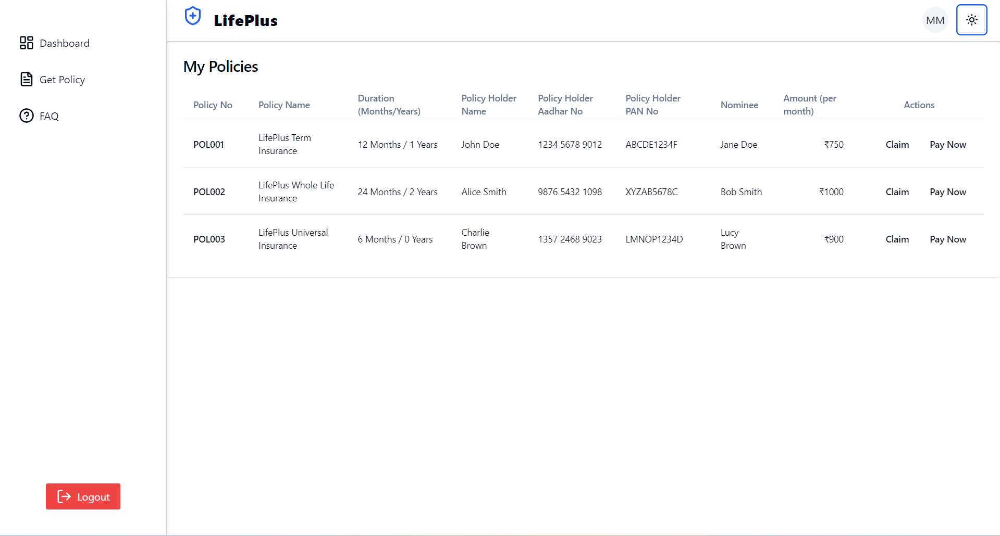 LifePlus
MM
Dashboard
Get Policy
FAQ
Logout
My Policies
Policy No
Policy Name
Duration
(Months/Years)
Policy Holder
Name
Policy Holder
Aadhar No
Policy Holder
PAN No
Nominee
Amount (per
month)
Actions
POL001
LifePlus Term
Insurance
12 Months / 1 Years
John Doe
1234 5678 9012
ABCDE1234F
Jane Doe
₹750
Claim
Pay Now
POL002
LifePlus Whole Life
Insurance
24 Months / 2 Years
Alice Smith
9876 5432 1098
XYZAB5678C
Bob Smith
₹1000
Claim
Pay Now
POL003
LifePlus Universal
Insurance
6 Months / 0 Years
Charlie
Brown
1357 2468 9023
LMNOP1234D
Lucy
Brown
₹900
Claim
Pay Now